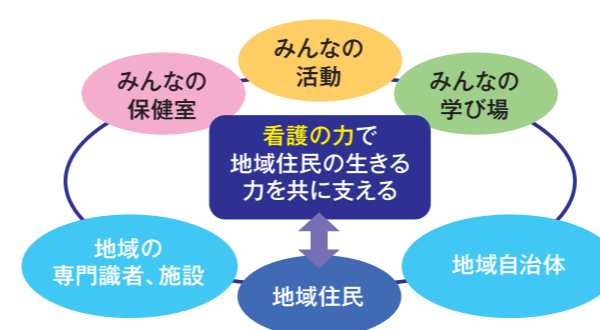 みんなの
活動
みんなの
保健室
みんなの
学び場
看護の力で
地域住民の生きる
力を共に支える
地域の
専門識者、施設
地域住民
地域自治体